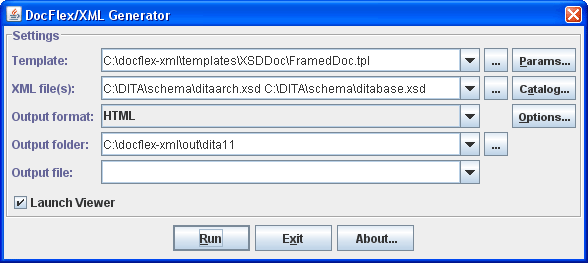 DocFlex/XML Generator
Settings
Template: C:\docflex-xml\templates\XSDDoc\FramedDoc.tpl ... Params...
XML file(s): C:\DITA\schema\ditaarch.xsd C:\DITA\schema\ditabase.xsd ... Catalog...
Output format: HTML Options...
Output folder: C:\docflex-xml\out\dita11 ...
Output file:
Launch Viewer
Run Exit About...